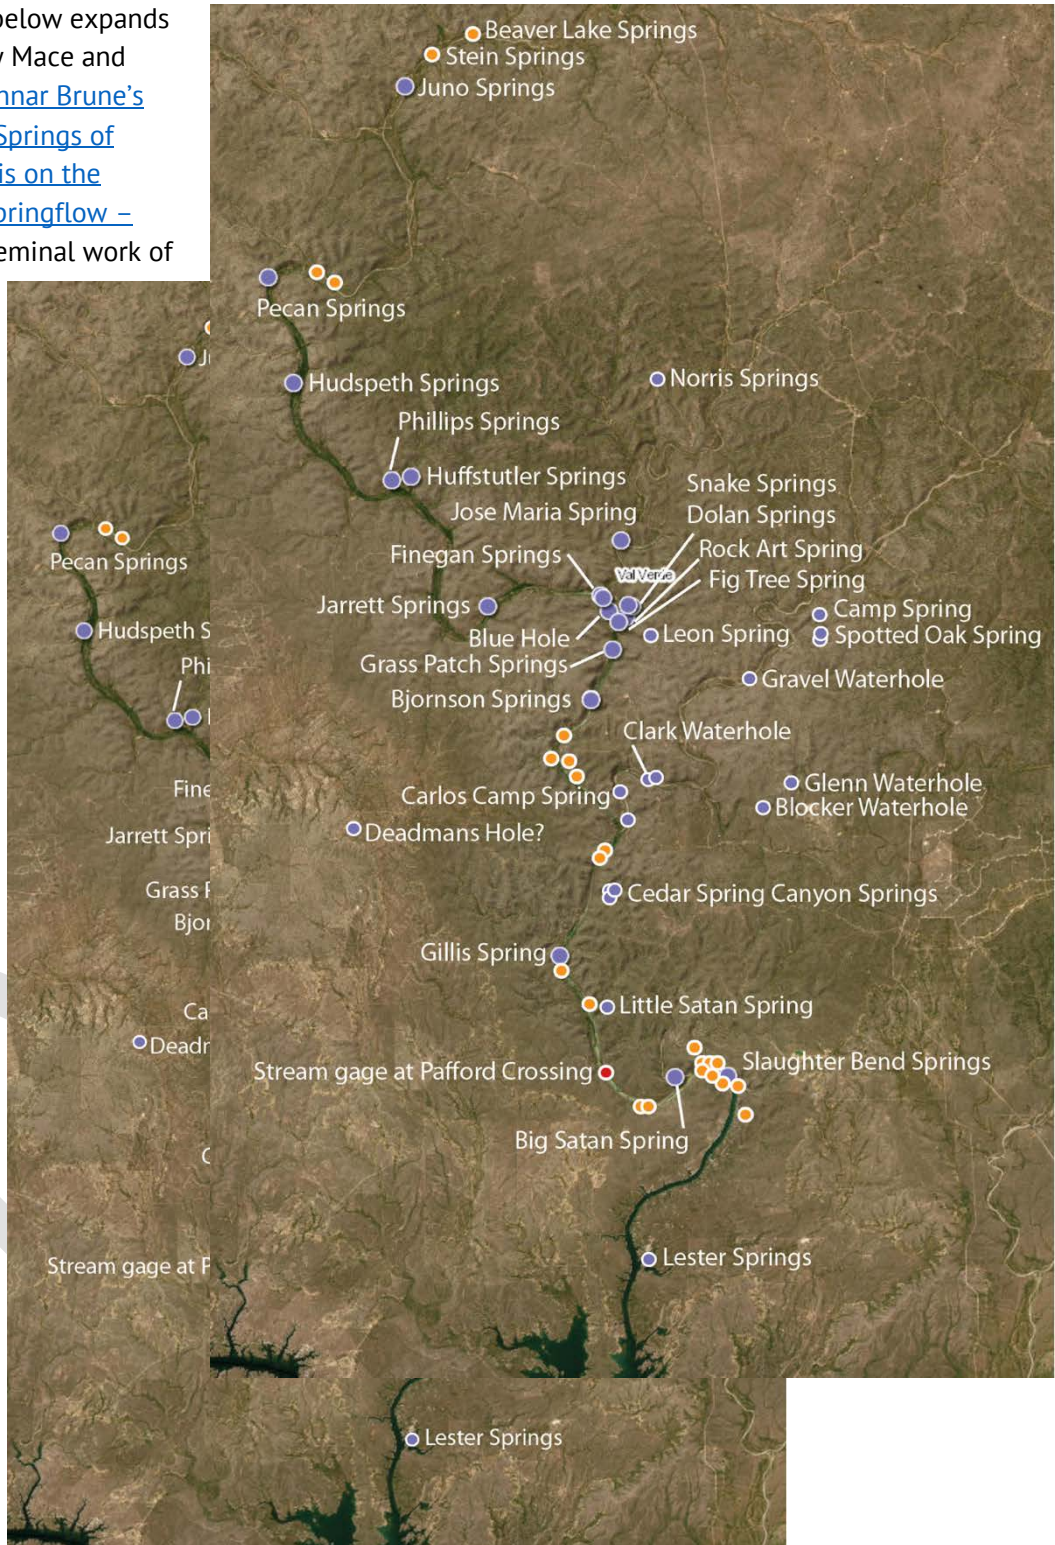 below expands
Mace and
nnar Brune's
Springs of
is on the
pringflow –
eminal work of
Beaver Lake Springs
Stein Springs
Juno Springs
Pecan Springs
Hudspeth Springs
Norris Springs
Phillips Springs
Huffstutler Springs
Snake Springs
Jose Maria Spring
Dolan Springs
Finegan Springs
Rock Art Spring
Val Verde
Fig Tree Spring
Jarrett Springs
Camp Spring
Blue Hole
Leon Spring
Spotted Oak Spring
Grass Patch Springs
Gravel Waterhole
Bjornson Springs
Clark Waterhole
Glenn Waterhole
Carlos Camp Spring
Blocker Waterhole
Deadmans Hole?
Cedar Spring Canyon Springs
Gillis Spring
Little Satan Spring
Slaughter Bend Springs
Stream gage at Pafford Crossing
Big Satan Spring
Lester Springs
Pecan Springs
Hudspeth S
Phi
Fine
Jarrett Spri
Grass
Bjor
Ca
Deadr
Stream gage at P
Lester Springs